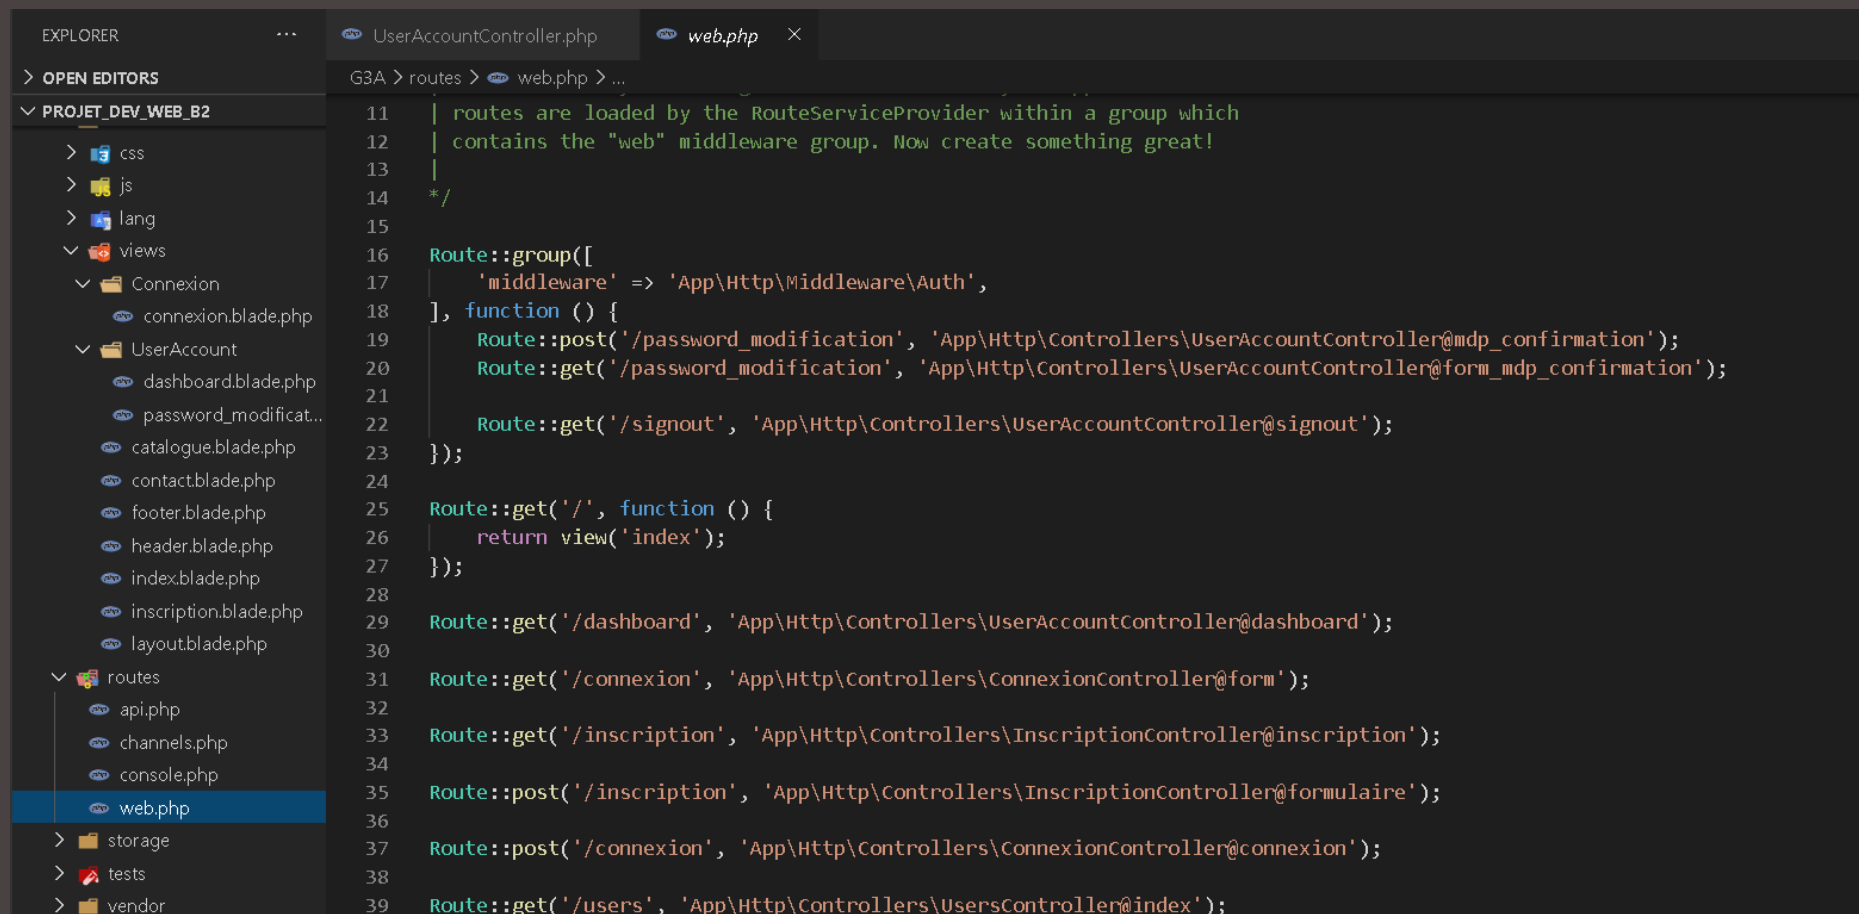 EXPLORER ...
OPEN EDITORS
PROJET_DEV_WEB_B2
css
js
lang
views
Connexion
connexion.blade.php
UserAccount
dashboard.blade.php
password_modificat...
catalogue.blade.php
contact.blade.php
footer.blade.php
header.blade.php
index.blade.php
inscription.blade.php
layout.blade.php
routes
api.php
channels.php
console.php
web.php
storage
tests
vendor
UserAccountController.php web.php
G3A > routes > web.php > ...
11 | routes are loaded by the RouteServiceProvider within a group which
12 | contains the "web" middleware group. Now create something great!
13 |
14 */
15
16 Route::group([
17 'middleware' => 'App\Http\Middleware\Auth',
18 ], function () {
19 Route::post('/password_modification', 'App\Http\Controllers\UserAccountController@mdp_confirmation');
20 Route::get('/password_modification', 'App\Http\Controllers\UserAccountController@form_mdp_confirmation');
21
22 Route::get('/signout', 'App\Http\Controllers\UserAccountController@signout');
23 });
24
25 Route::get('/', function () {
26 return view('index');
27 });
28
29 Route::get('/dashboard', 'App\Http\Controllers\UserAccountController@dashboard');
30
31 Route::get('/connexion', 'App\Http\Controllers\ConnexionController@form');
32
33 Route::get('/inscription', 'App\Http\Controllers\InscriptionController@inscription');
34
35 Route::post('/inscription', 'App\Http\Controllers\InscriptionController@formulaire');
36
37 Route::post('/connexion', 'App\Http\Controllers\ConnexionController@connexion');
38
39 Route::get('/users', 'App\Http\Controllers\UsersController@index');